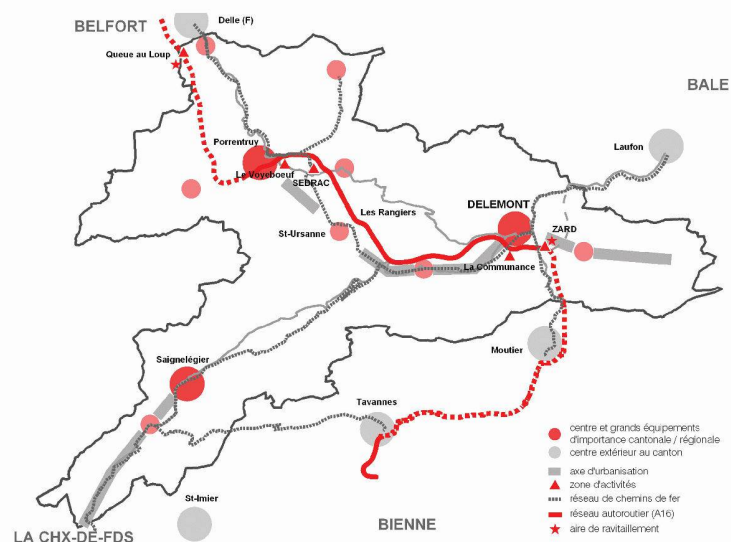 Delle (F)
BELFORT
Queue au Loup
BALE
Porrentruy
Laufon
Le Voyeboeuf
SEDRAC
DELEMONT
Les Rangiers
ZARD
St-Ursanne
La Communance
Moutier
Saignelégier
Tavannes
St-Imier
BIENNE
LA CHX-DE-FDS
centre et grands équipements
d'importance cantonale / régionale
centre extérieur au canton
axe d'urbanisation
zone d'activités
réseau de chemins de fer
réseau autoroutier (A16)
aire de ravitaillement